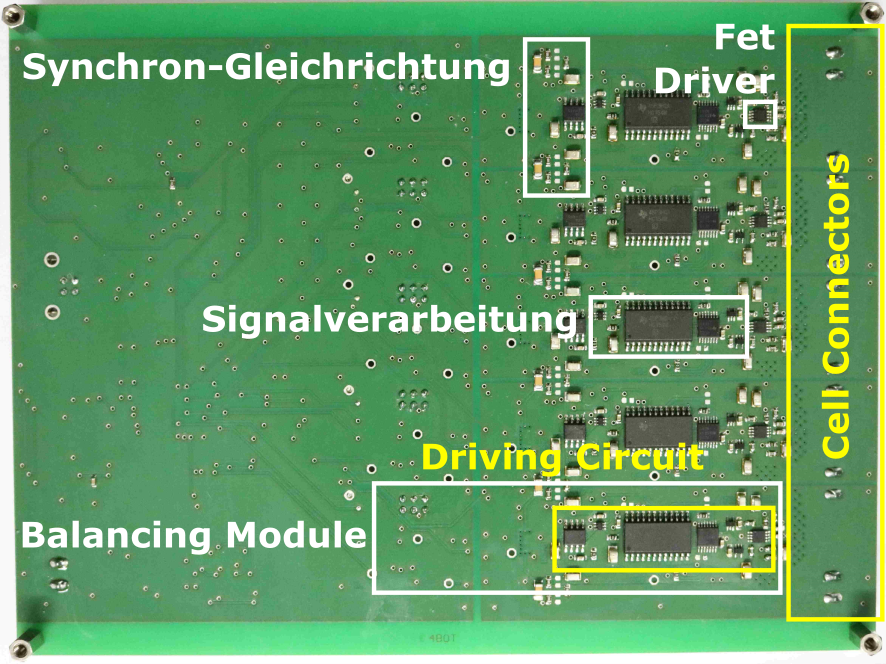 Synchron-Gleichrichtung
Fet
Driver
Signalverarbeitung
Cell Connectors
Driving Circuit
Balancing Module